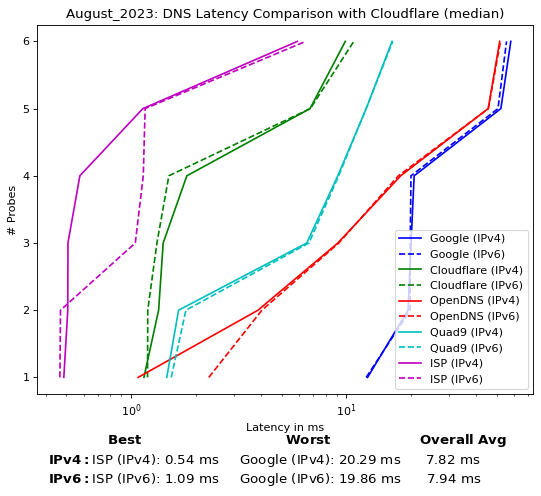 August_2023: DNS Latency Comparison with Cloudflare (median)
6
5
4
3
2
1
# Probes
Google (IPv4)
Google (IPv6)
Cloudflare (IPv4)
Cloudflare (IPv6)
OpenDNS (IPv4)
OpenDNS (IPv6)
Quad9 (IPv4)
Quad9 (IPv6)
ISP (IPv4)
ISP (IPv6)
10⁰ 10¹
Latency in ms
Best Worst Overall Avg
IPv4: ISP (IPv4): 0.54 ms Google (IPv4): 20.29 ms 7.82 ms
IPv6: ISP (IPv6): 1.09 ms Google (IPv6): 19.86 ms 7.94 ms